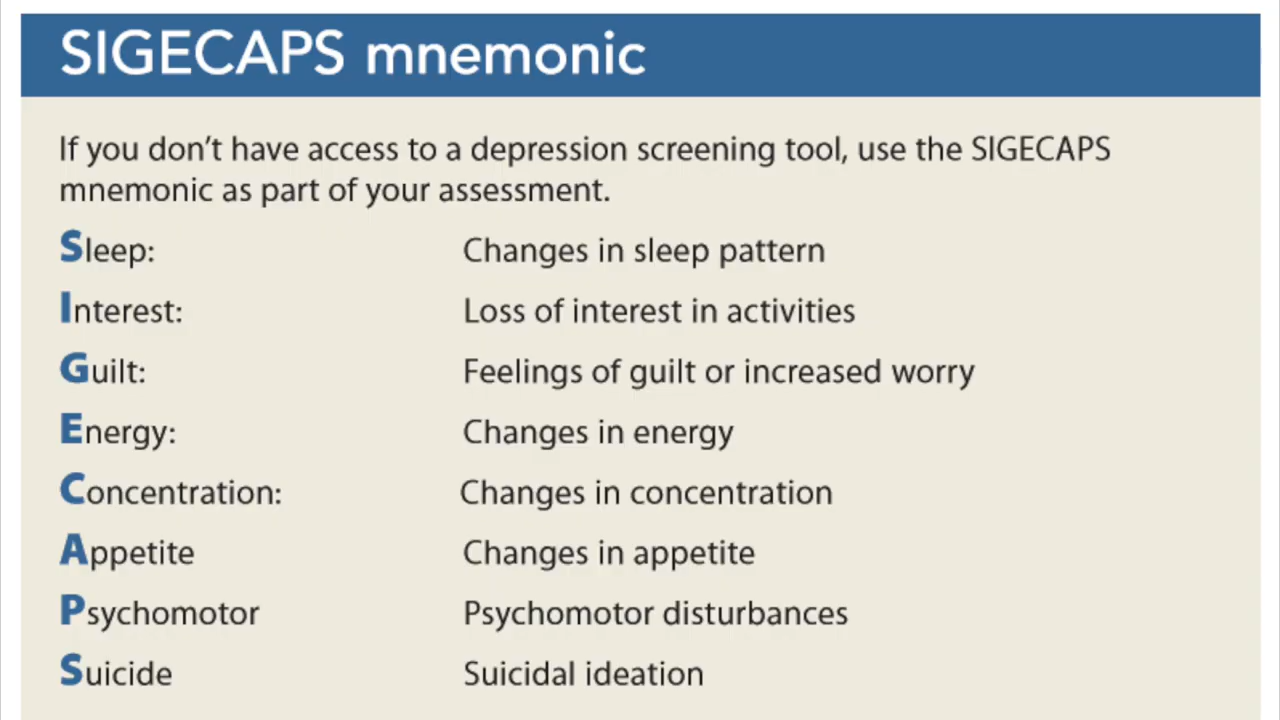 SIGECAPS mnemonic
If you don't have access to a depression screening tool, use the SIGECAPS
mnemonic as part of your assessment.
Sleep: Changes in sleep pattern
Interest: Loss of interest in activities
Guilt: Feelings of guilt or increased worry
Energy: Changes in energy
Concentration: Changes in concentration
Appetite Changes in appetite
Psychomotor Psychomotor disturbances
Suicide Suicidal ideation